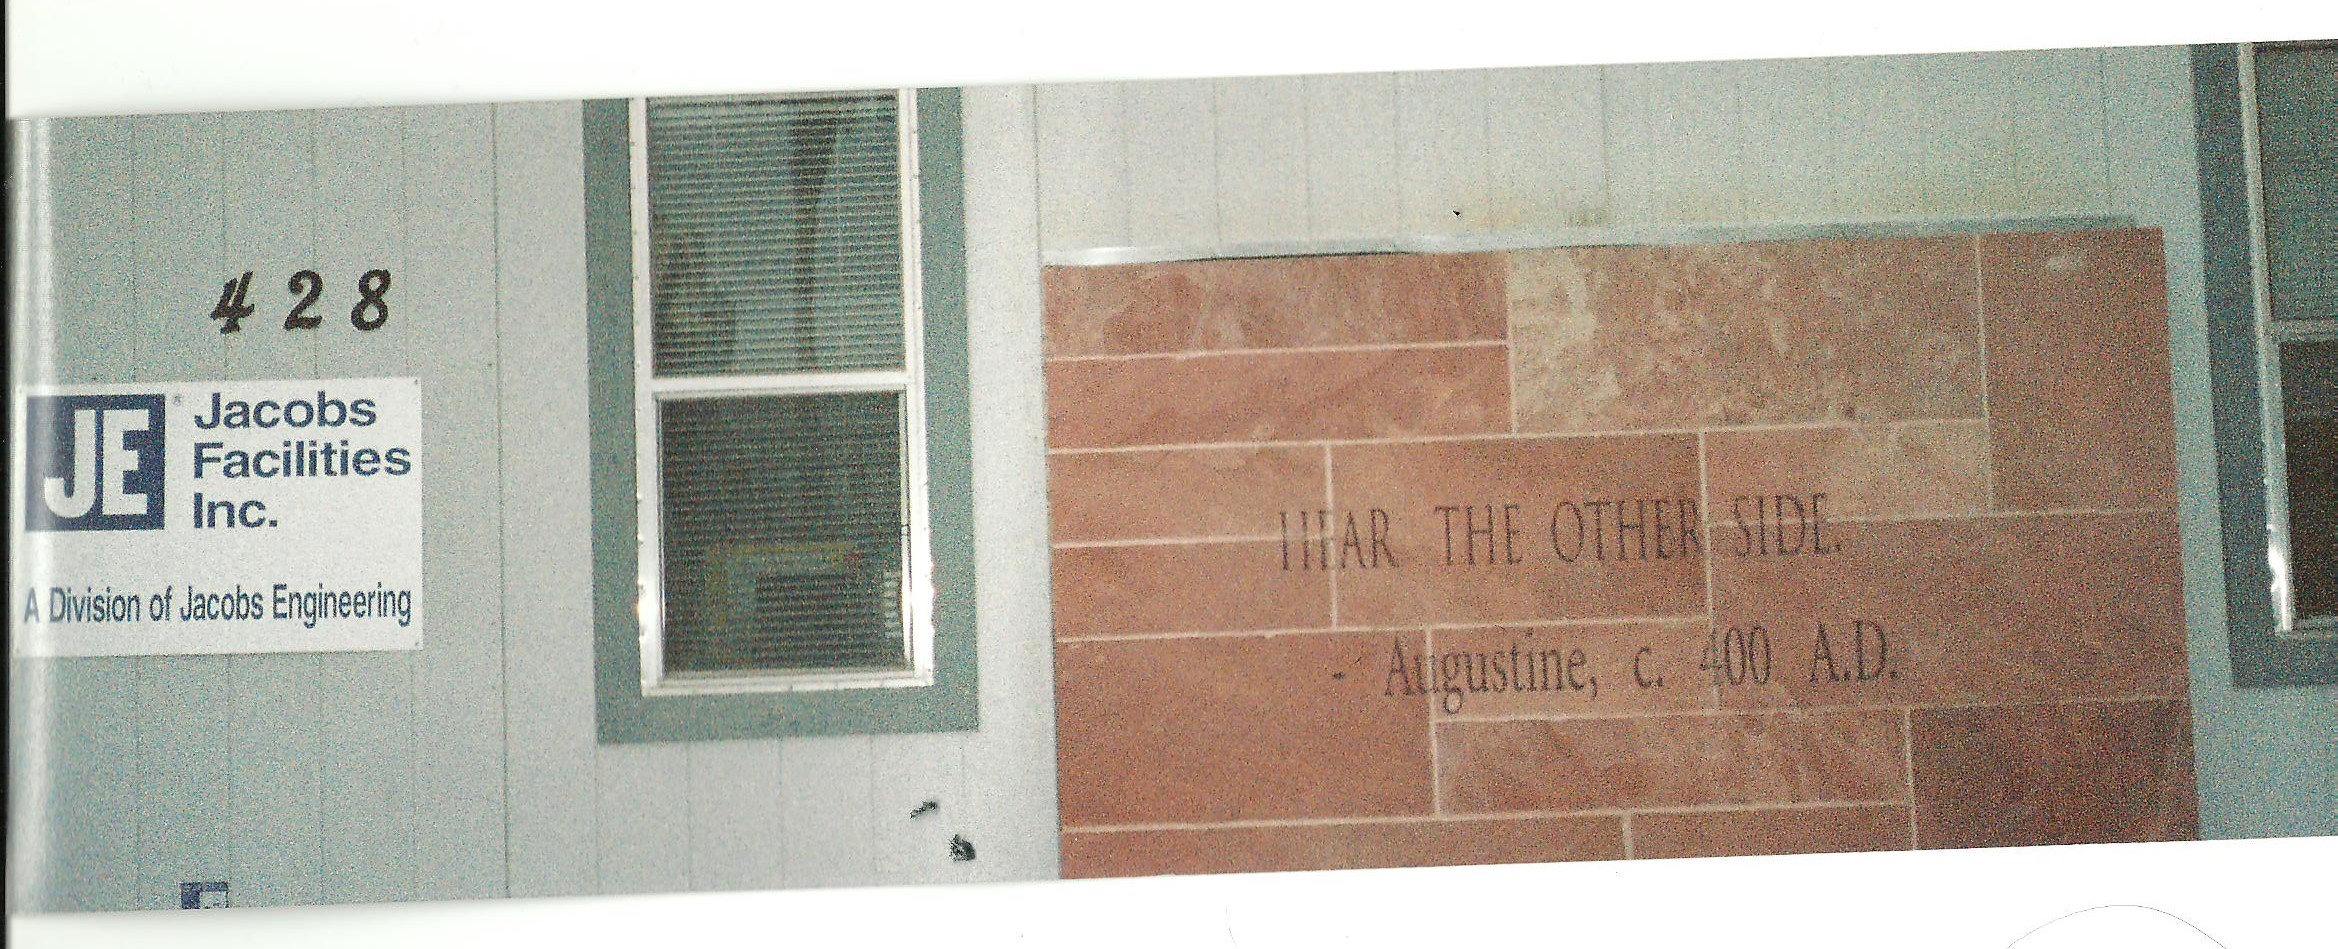 428
JE
®
Jacobs
Facilities
Inc.
A Division of Jacobs Engineering
HEAR THE OTHER SIDE.
- Augustine, c. 400 A.D.